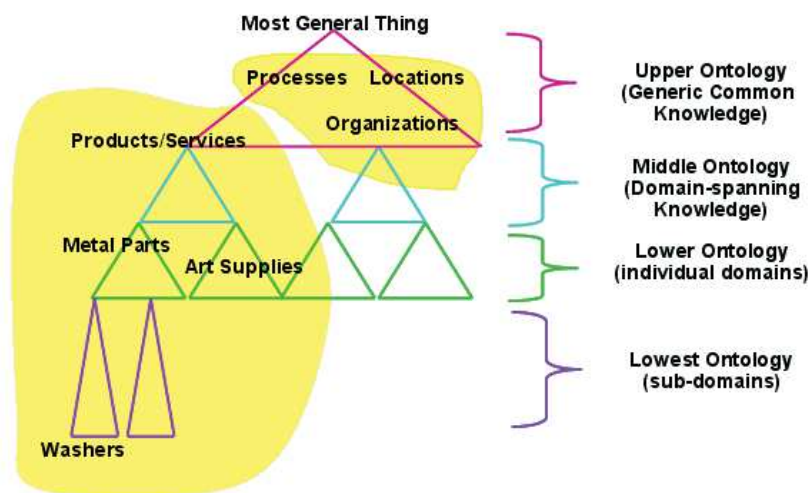 Most General Thing
Processes
Locations
Organizations
Products/Services
Metal Parts
Art Supplies
Washers
Upper Ontology
(Generic Common
Knowledge)
Middle Ontology
(Domain-spanning
Knowledge)
Lower Ontology
(individual domains)
Lowest Ontology
(sub-domains)